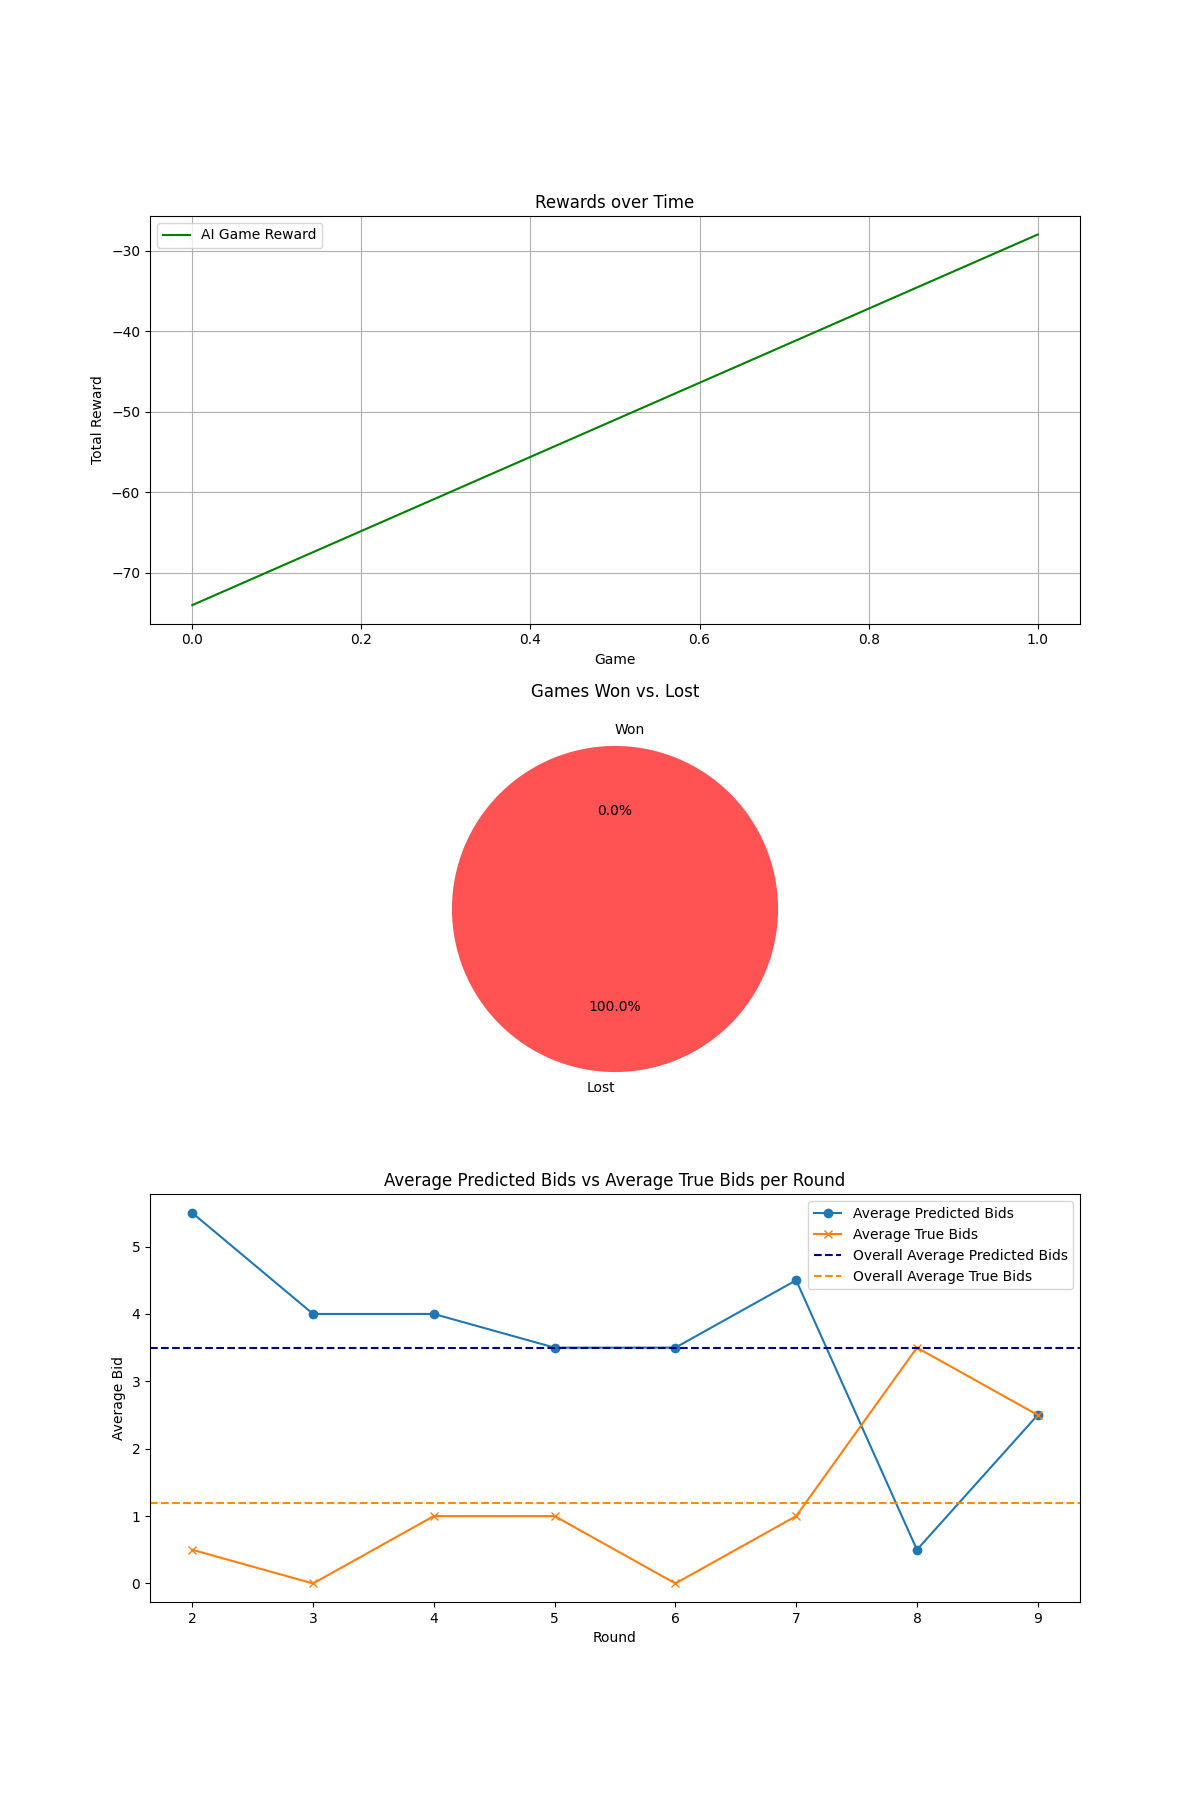 Rewards over Time
AI Game Reward
−30
−40
−50
−60
−70
Total Reward
0.0 0.2 0.4 0.6 0.8 1.0
Game
Games Won vs. Lost
Won
0.0%
100.0%
Lost
Average Predicted Bids vs Average True Bids per Round
Average Predicted Bids
Average True Bids
Overall Average Predicted Bids
Overall Average True Bids
5
4
3
2
1
0
Average Bid
2 3 4 5 6 7 8 9
Round